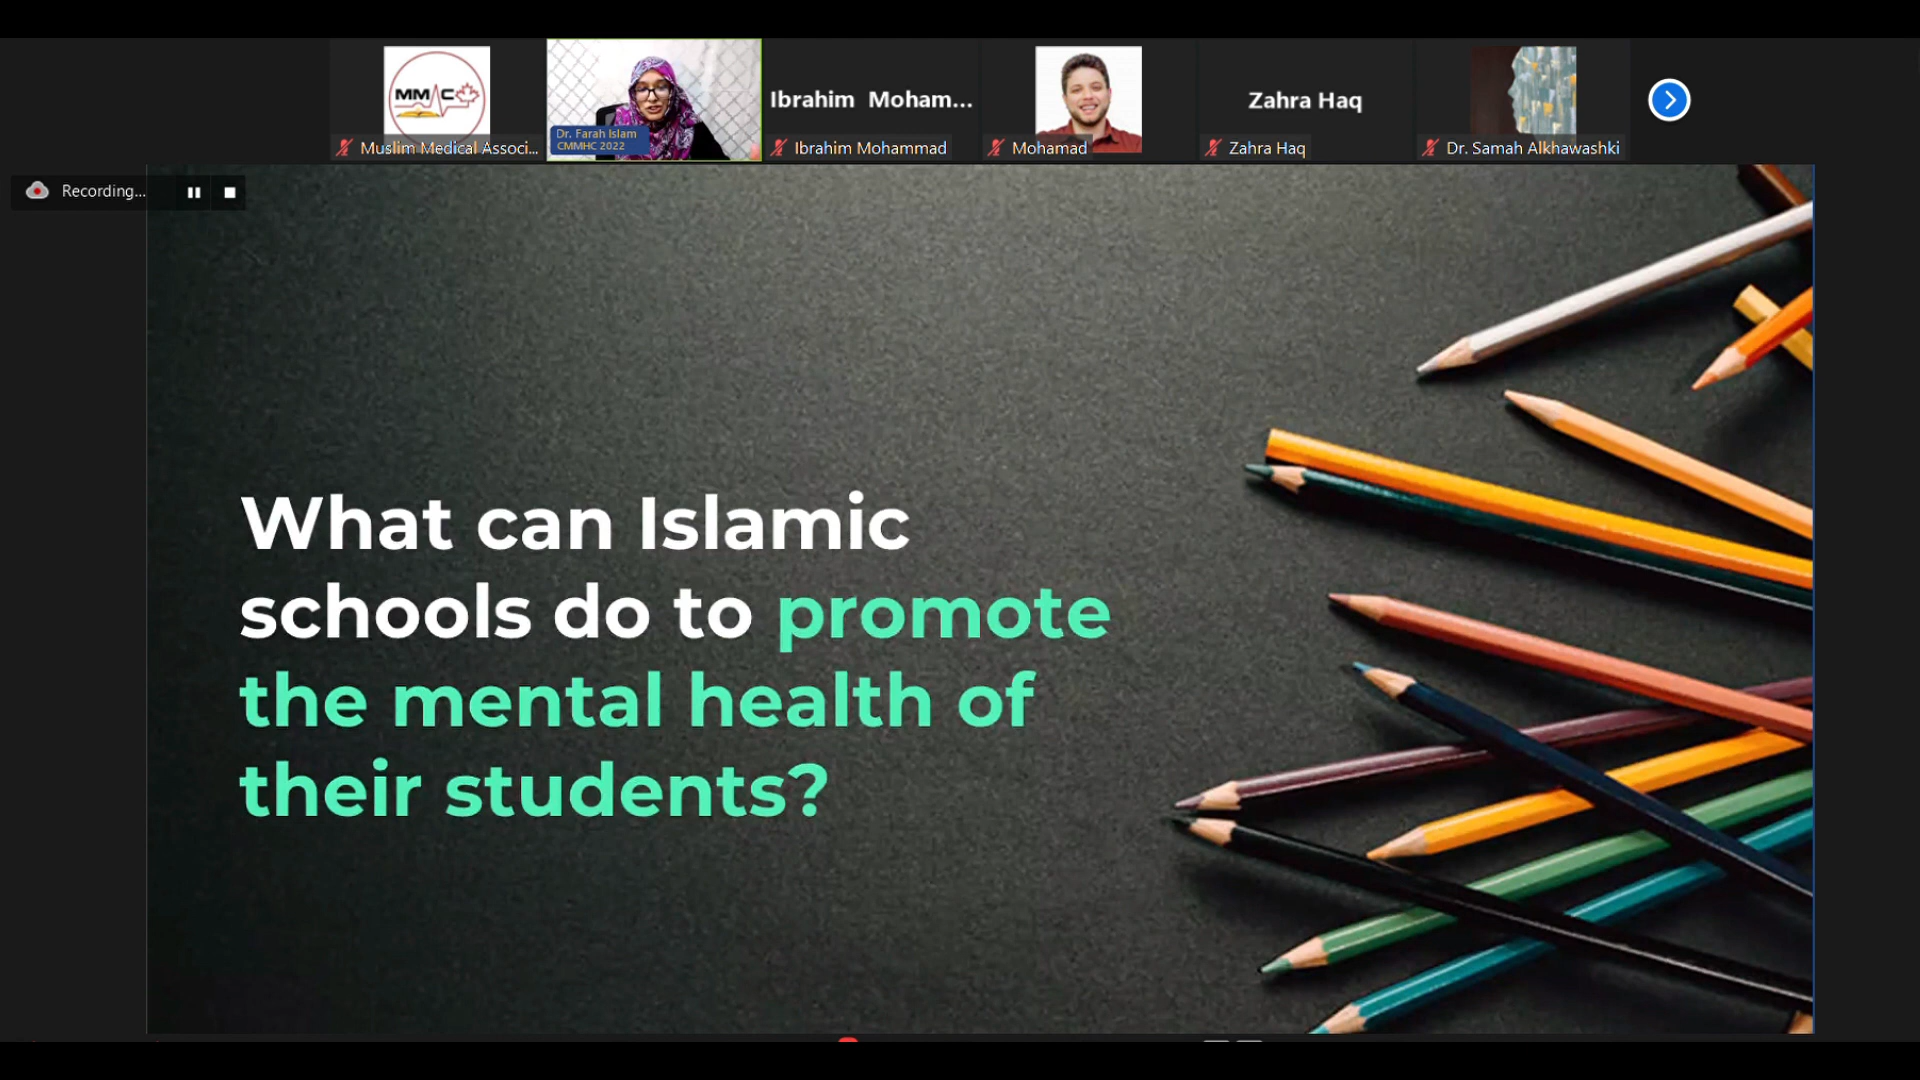 MMAC
Ibrahim Moham...
Zahra Haq
Dr. Farah Islam
CMMHC 2022
Muslim Medical Associ...
Ibrahim Mohammad
Mohamad
Zahra Haq
Dr. Samah Alkhawashki
Recording...
What can Islamic
schools do to promote
the mental health of
their students?